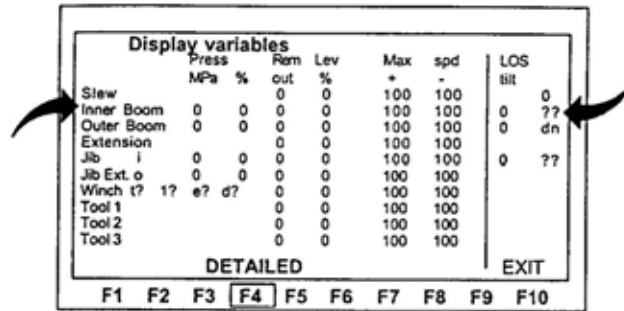 Display variables
Press Rem Lev Max spd LOS
MPa % out % + - tilt
Slew 0 0 100 100 0
Inner Boom 0 0 0 0 100 100 0 ??
Outer Boom 0 0 0 0 100 100 0 dn
Extension 0 0 100 100
Jib i 0 0 0 0 100 100 0 ??
Jib Ext. o 0 0 0 0 100 100
Winch t? 1? e? d? 0 0 100 100
Tool 1 0 0 100 100
Tool 2 0 0 100 100
Tool 3 0 0 100 100
DETAILED EXIT
F1 F2 F3 F4 F5 F6 F7 F8 F9 F10